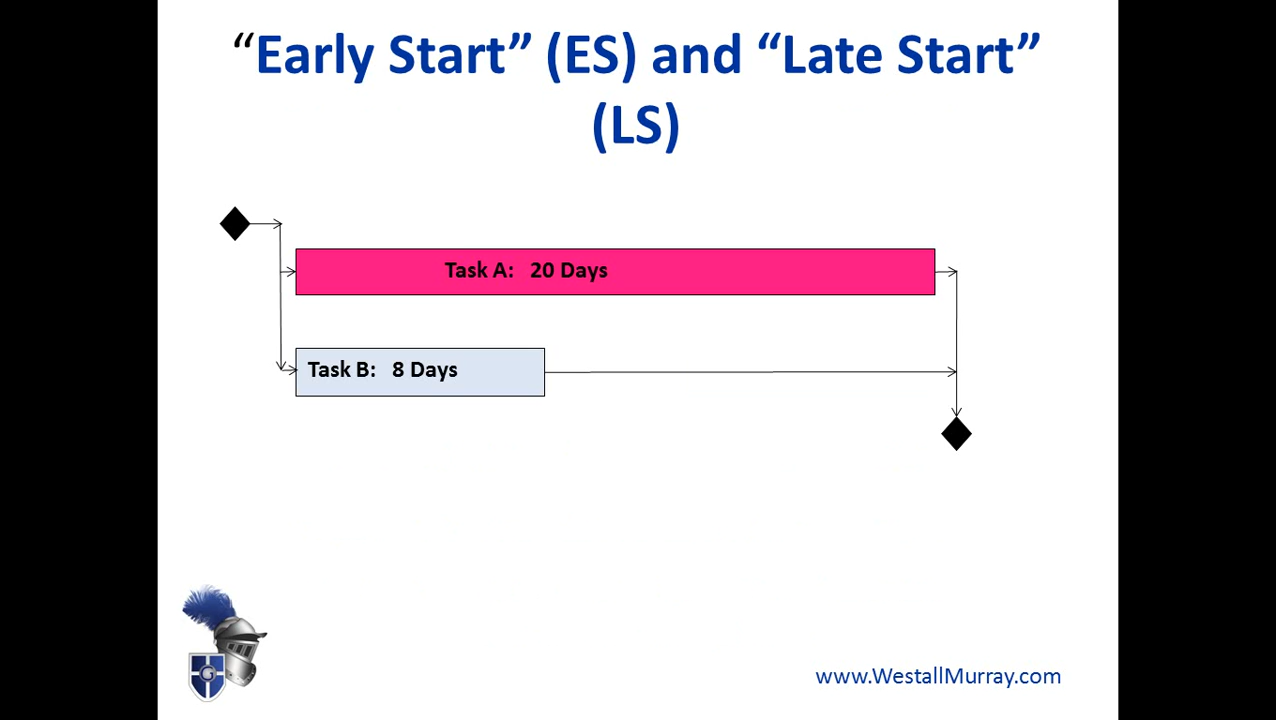 “Early Start” (ES) and “Late Start”
(LS)
Task A: 20 Days
Task B: 8 Days
G
www.WestallMurray.com